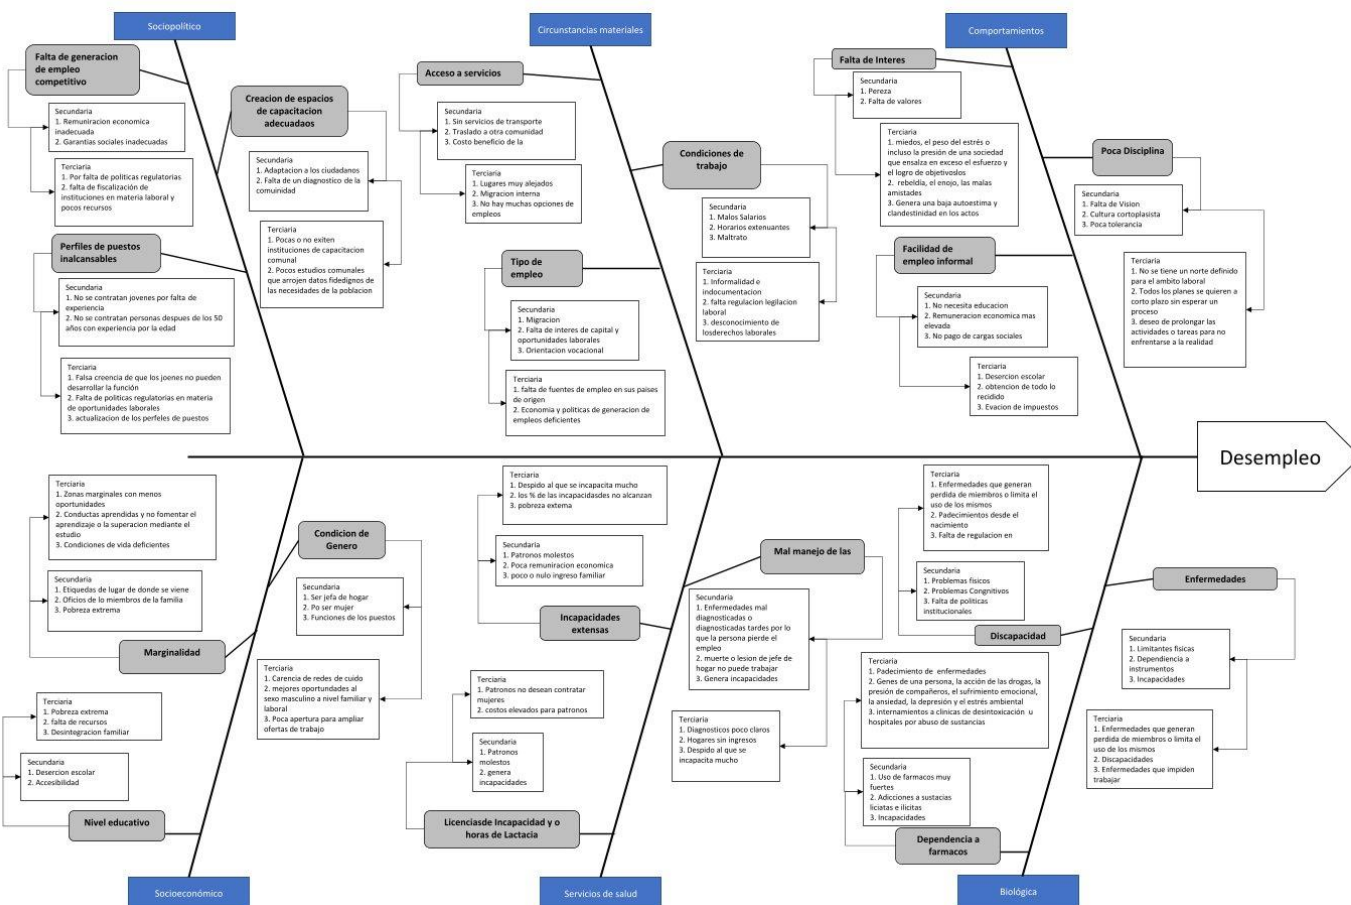 Sociopolítico
Falta de generacion
de empleo
competitivo
Secundaria
1. Remuniracion economica
inadecuada
2. Garantias sociales inadecuadas
Terciaria
1. Por falta de politicas regulatorias
2. falta de fiscalización de
instituciones en materia laboral y
pocos recursos
Creacion de espacios
de capacitacion
adecuadaos
Secundaria
1. Adaptacion a los ciudadanos
2. Falta de un diagnostico de la
comuinidad
Terciaria
1. Pocas o no exiten
instituciones de capacitacion
comunal
2. Pocos estudios comunales
que arrojen datos fidedignos de
las necesidades de la poblacion
Perfiles de puestos
inalcansables
Secundaria
1. No se contratan jovenes por falta de
experiencia
2. No se contratan personas despues de los 50
años con experiencia por la edad
Terciaria
1. Falsa creencia de que los joenes no pueden
desarrollar la función
2. Falta de politicas regulatorias en materia
de oportunidades laborales
3. actualizacion de los perfeles de puestos
Circunstancias materiales
Acceso a servicios
Secundaria
1. Sin servicios de transporte
2. Traslado a otra comunidad
3. Costo beneficio de la
Terciaria
1. Lugares muy alejados
2. Migracion interna
3. No hay muchas opciones de
empleos
Condiciones de
trabajo
Secundaria
1. Malos Salarios
2. Horarios extenuantes
3. Maltrato
Terciaria
1. Informalidad e
indocumentacion
2. falta regulacion legilacion
laboral
3. desconocimiento de
losderechos laborales
Tipo de
empleo
Secundaria
1. Migracion
2. Falta de interes de capital y
oportunidades laborales
3. Orientacion vocacional
Terciaria
1. falta de fuentes de empleo en sus paises
de origen
2. Economia y politicas de generacion de
empleos deficientes
Comportamientos
Falta de Interes
Secundaria
1. Pereza
2. Falta de valores
Terciaria
1. miedos, el peso del estrés o
incluso la presión de una sociedad
que ensalza en exceso el esfuerzo y
el logro de objetivoslos
2. rebeldía, el enojo, las malas
amistades
3. Genera una baja autoestima y
clandestinidad en los actos
Poca Disciplina
Secundaria
1. Falta de Vision
2. Cultura cortoplasista
3. Poca tolerancia
Terciaria
1. No se tiene un norte definido
para el ambito laboral
2. Todos los planes se quieren a
corto plazo sin esperar un
proceso
3. deseo de prolongar las
actividades o tareas para no
enfrentarse a la realidad
Facilidad de
empleo informal
Secundaria
1. No necesita educacion
2. Remuneracion economica mas
elevada
3. No pago de cargas sociales
Terciaria
1. Desercion escolar
2. obtencion de todo lo
recidido
3. Evacion de impuestos
Desempleo
Terciaria
1. Zonas marginales con menos
oportunidades
2. Conductas aprendidas y no fomentar el
aprendizaje o la superacion mediante el
estudio
3. Condiciones de vida deficientes
Secundaria
1. Etiquedas de lugar de donde se viene
2. Oficios de lo miembros de la familia
3. Pobreza extrema
Marginalidad
Condicion de
Genero
Secundaria
1. Ser jefa de hogar
2. Po ser mujer
3. Funciones de los puestos
Terciaria
1. Carencia de redes de cuido
2. mejores oportundades al
sexo masculino a nivel familiar y
laboral
3. Poca apertura para ampliar
ofertas de trabajo
Terciaria
1. Pobreza extrema
2. falta de recursos
3. Desintegracion familiar
Secundaria
1. Desercion escolar
2. Accesibilidad
Nivel educativo
Socioeconómico
Terciaria
1. Despido al que se incapacita mucho
2. los % de las incapacidasdes no alcanzan
3. pobreza extema
Secundaria
1. Patronos molestos
2. Poca remuniracion economica
3. poco o nulo ingreso familiar
Incapacidades
extensas
Mal manejo de las
Secundaria
1. Enfermedades mal
diagnosticadas o
diagnosticadas tardes por lo
que la persona pierde el
empleo
2. muerte o lesion de jefe de
hogar no puede trabajar
3. Genera incapacidades
Terciaria
1. Diagnosticos poco claros
2. Hogares sin ingresos
3. Despido al que se
incapacita mucho
Terciaria
1. Patronos no desean contratar
mujeres
2. costos elevados para patronos
Secundaria
1. Patronos
molestos
2. genera
incapacidades
Licenciasde Incapacidad y o
horas de Lactacia
Servicios de salud
Terciaria
1. Enfermedades que generan
perdida de miembros o limita el
uso de los mismos
2. Padecimientos desde el
nacimiento
3. Falta de regulacion en
Secundaria
1. Problemas fisicos
2. Problemas Congnitivos
3. Falta de politicas
institucionales
Discapacidad
Enfermedades
Secundaria
1. Limitantes fisicas
2. Dependiencia a
instrumentos
3. Incapacidades
Terciaria
1. Enfermedades que generan
perdida de miembros o limita el
uso de los mismos
2. Discapacidades
3. Enfermedades que impiden
trabajar
Terciaria
1. Padecimiento de enfermedades
2. Genes de una persona, la acción de las drogas, la
presión de compañeros, el sufrimiento emocional,
la ansiedad, la depresión y el estrés ambiental
3. internamientos a clinicas de desintoxicación u
hospitales por abuso de sustancias
Secundaria
1. Uso de farmacos muy
fuertes
2. Adicciones a sustacias
liciatas e ilicitas
3. Incapacidades
Dependencia a
farmacos
Biológica